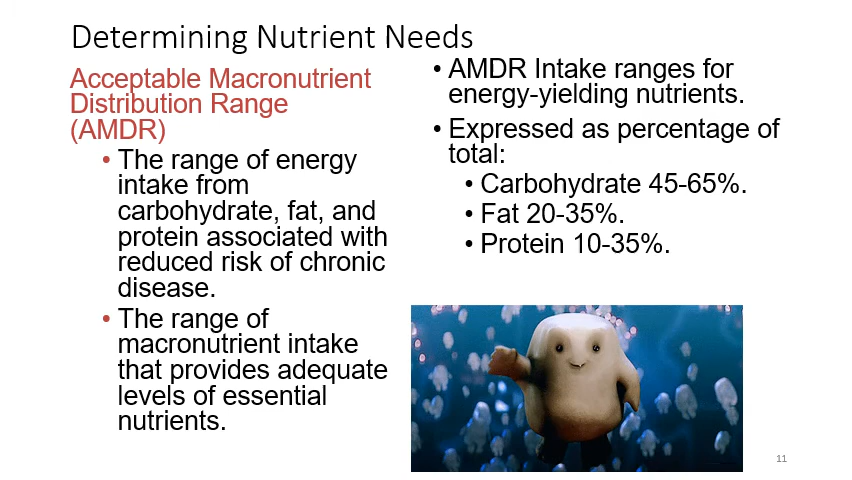 Determining Nutrient Needs
Acceptable Macronutrient
Distribution Range
(AMDR)
• The range of energy
intake from
carbohydrate, fat, and
protein associated with
reduced risk of chronic
disease.
• The range of
macronutrient intake
that provides adequate
levels of essential
nutrients.
• AMDR Intake ranges for
energy-yielding nutrients.
• Expressed as percentage of
total:
• Carbohydrate 45-65%.
• Fat 20-35%.
• Protein 10-35%.
11